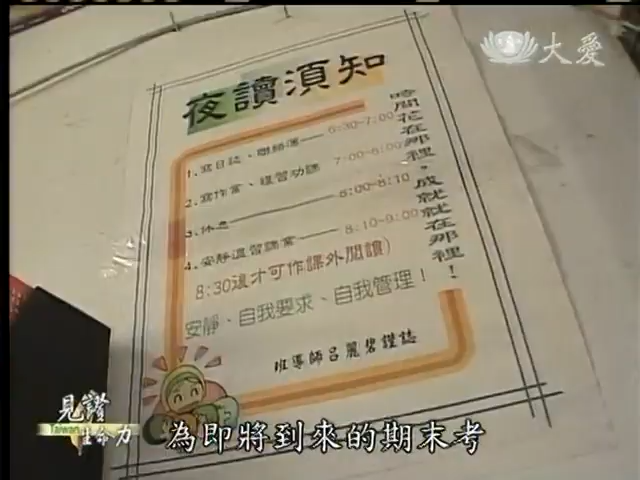 大愛
夜讀須知
1.寫日誌、聯絡簿——6:30-7:00
2.寫作業、複習功課 7:00-8:00
3.休息——8:00-8:10
4.安靜溫習課業——8:10-9:00
8:30後才可作課外閱讀)
安靜、自我要求、自我管理!
時間花在那裡,成就就在那裡!
班導師呂麗碧謹誌
見證
Taiwan 生命力
為即將到來的期末考